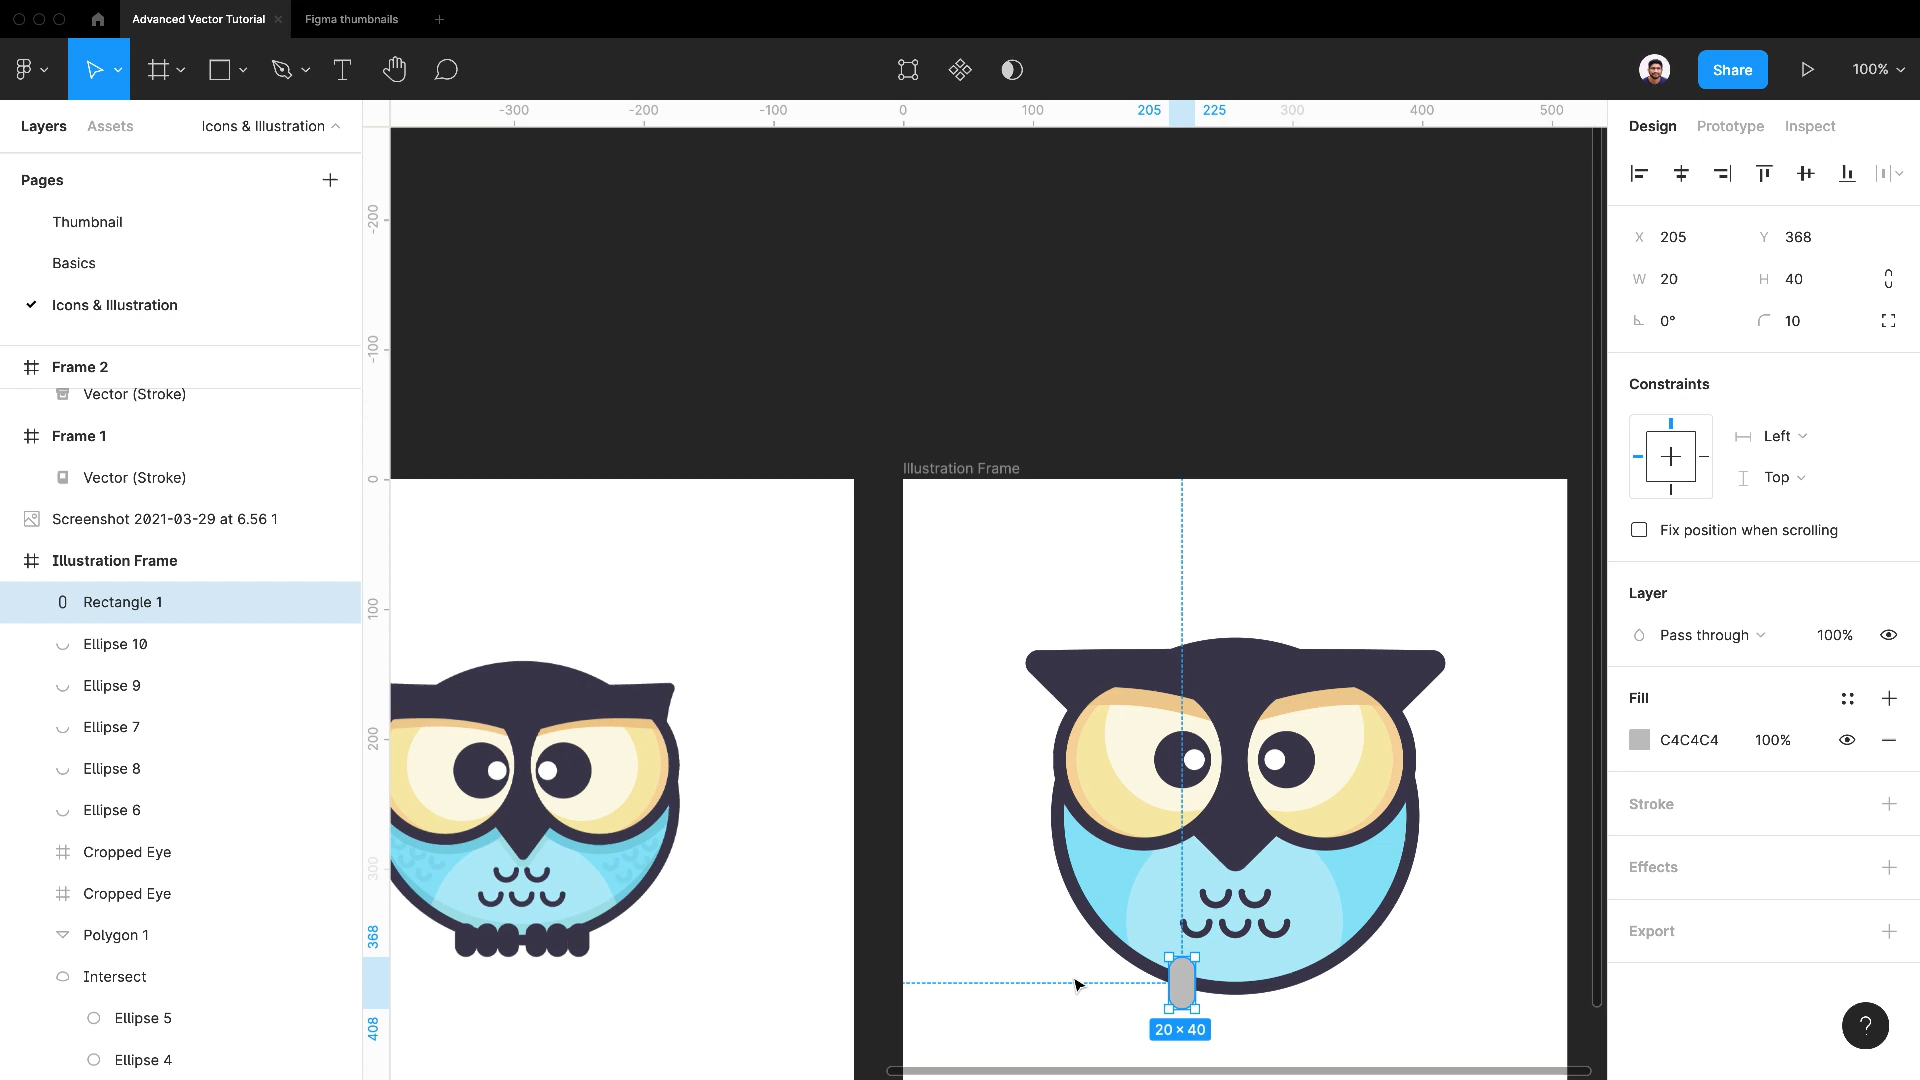 Advanced Vector Tutorial
Figma thumbnails
Share
100%
Layers
Assets
Icons & Illustration
Pages
Thumbnail
Basics
Icons & Illustration
Frame 2
Vector (Stroke)
Frame 1
Vector (Stroke)
Screenshot 2021-03-29 at 6.56 1
Illustration Frame
Rectangle 1
Ellipse 10
Ellipse 9
Ellipse 7
Ellipse 8
Ellipse 6
Cropped Eye
Cropped Eye
Polygon 1
Intersect
Ellipse 5
Ellipse 4
-300
-200
-100
0
100
205
225
300
400
500
-200
-100
0
100
200
300
368
408
Illustration Frame
20 × 40
Design
Prototype
Inspect
X 205
Y 368
W 20
H 40
0°
10
Constraints
Left
Top
Fix position when scrolling
Layer
Pass through
100%
Fill
C4C4C4
100%
Stroke
Effects
Export
?